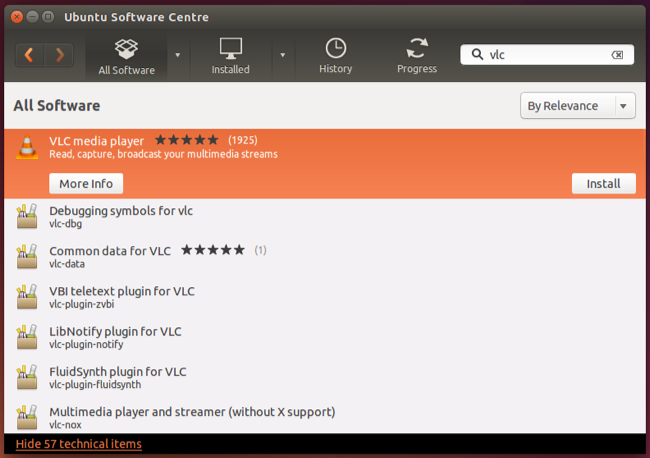 Ubuntu Software Centre
All Software
Installed
History
Progress
vlc
All Software
By Relevance
VLC media player (1925)
Read, capture, broadcast your multimedia streams
More Info
Install
Debugging symbols for vlc
vlc-dbg
Common data for VLC (1)
vlc-data
VBI teletext plugin for VLC
vlc-plugin-zvbi
LibNotify plugin for VLC
vlc-plugin-notify
FluidSynth plugin for VLC
vlc-plugin-fluidsynth
Multimedia player and streamer (without X support)
vlc-nox
Hide 57 technical items